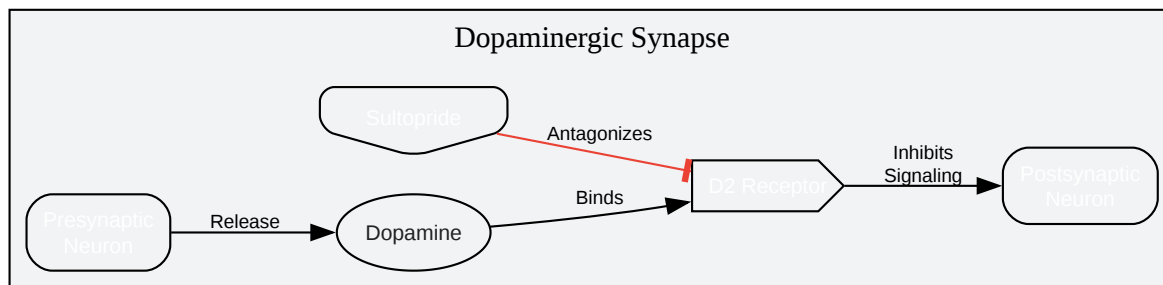 Dopaminergic Synapse
Sultopride
Antagonizes
Inhibits
Signaling
D2 Receptor
Postsynaptic
Neuron
Binds
Presynaptic
Neuron
Release
Dopamine